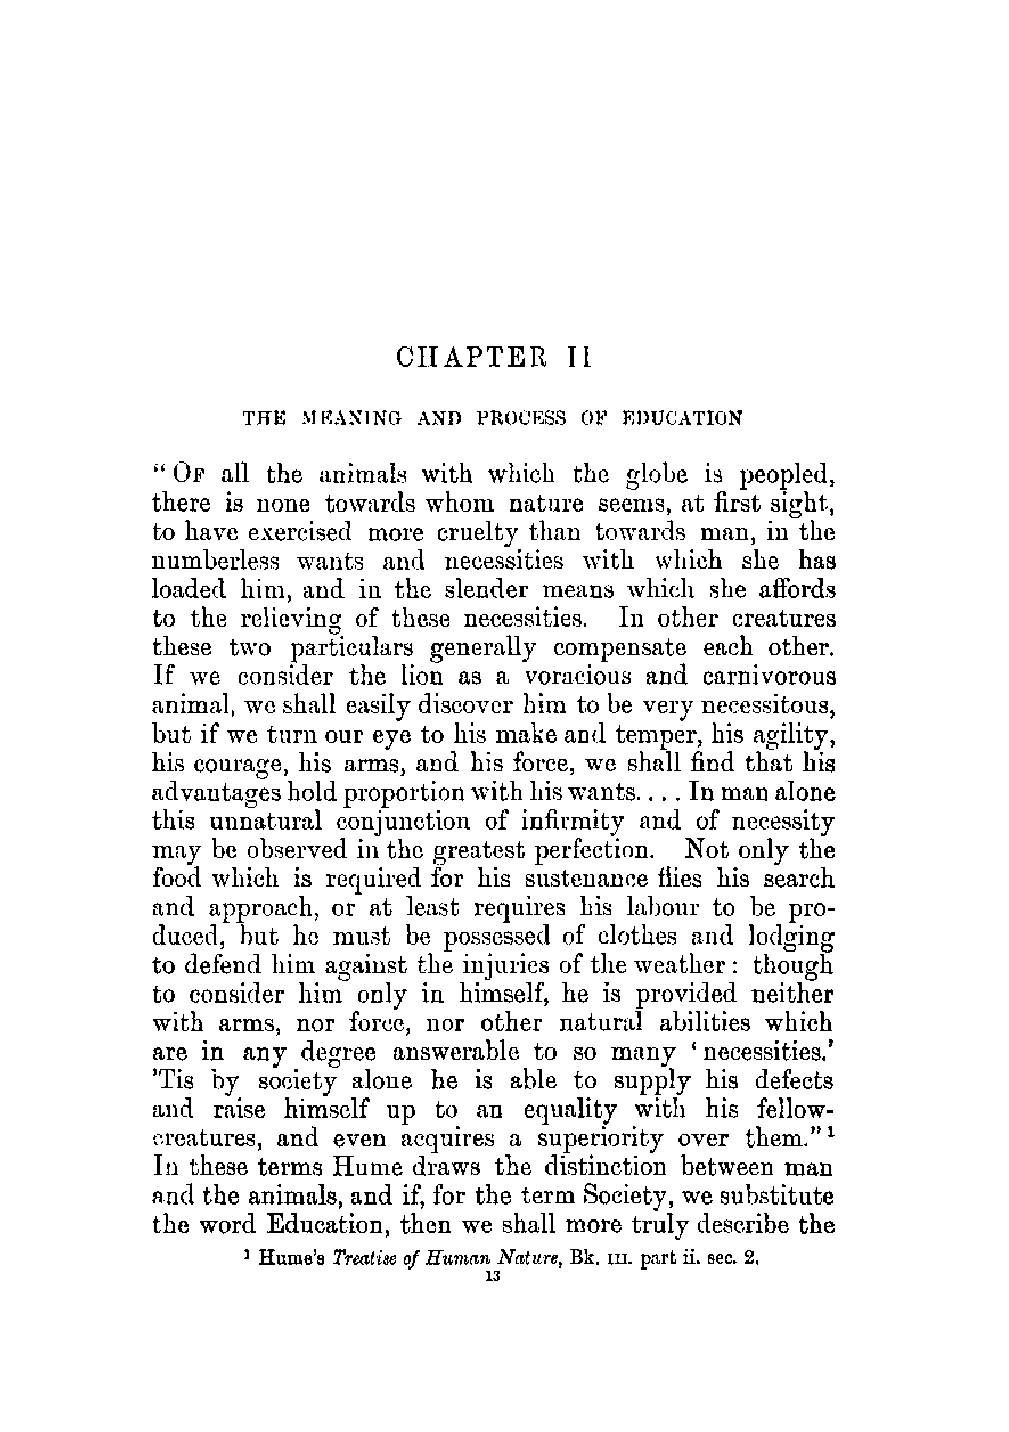 CHAPTER II
THE MEANING AND PROCESS OF EDUCATION
“ OF all the animals with which the globe is peopled,
there is none towards whom nature seems, at first sight,
to have exercised more cruelty than towards man, in the
numberless wants and necessities with which she has
loaded him, and in the slender means which she affords
to the relieving of these necessities. In other creatures
these two particulars generally compensate each other.
If we consider the lion as a voracious and carnivorous
animal, we shall easily discover him to be very necessitous,
but if we turn our eye to his make and temper, his agility,
his courage, his arms, and his force, we shall find that his
advantages hold proportion with his wants. . . . In man alone
this unnatural conjunction of infirmity and of necessity
may be observed in the greatest perfection. Not only the
food which is required for his sustenance flies his search
and approach, or at least requires his labour to be pro-
duced, but he must be possessed of clothes and lodging
to defend him against the injuries of the weather : though
to consider him only in himself, he is provided neither
with arms, nor force, nor other natural abilities which
are in any degree answerable to so many ‘ necessities.’
’Tis by society alone he is able to supply his defects
and raise himself up to an equality with his fellow-
creatures, and even acquires a superiority over them.” 1
In these terms Hume draws the distinction between man
and the animals, and if, for the term Society, we substitute
the word Education, then we shall more truly describe the
1 Hume’s Treatise of Human Nature, Bk. III. part ii. sec. 2.
13